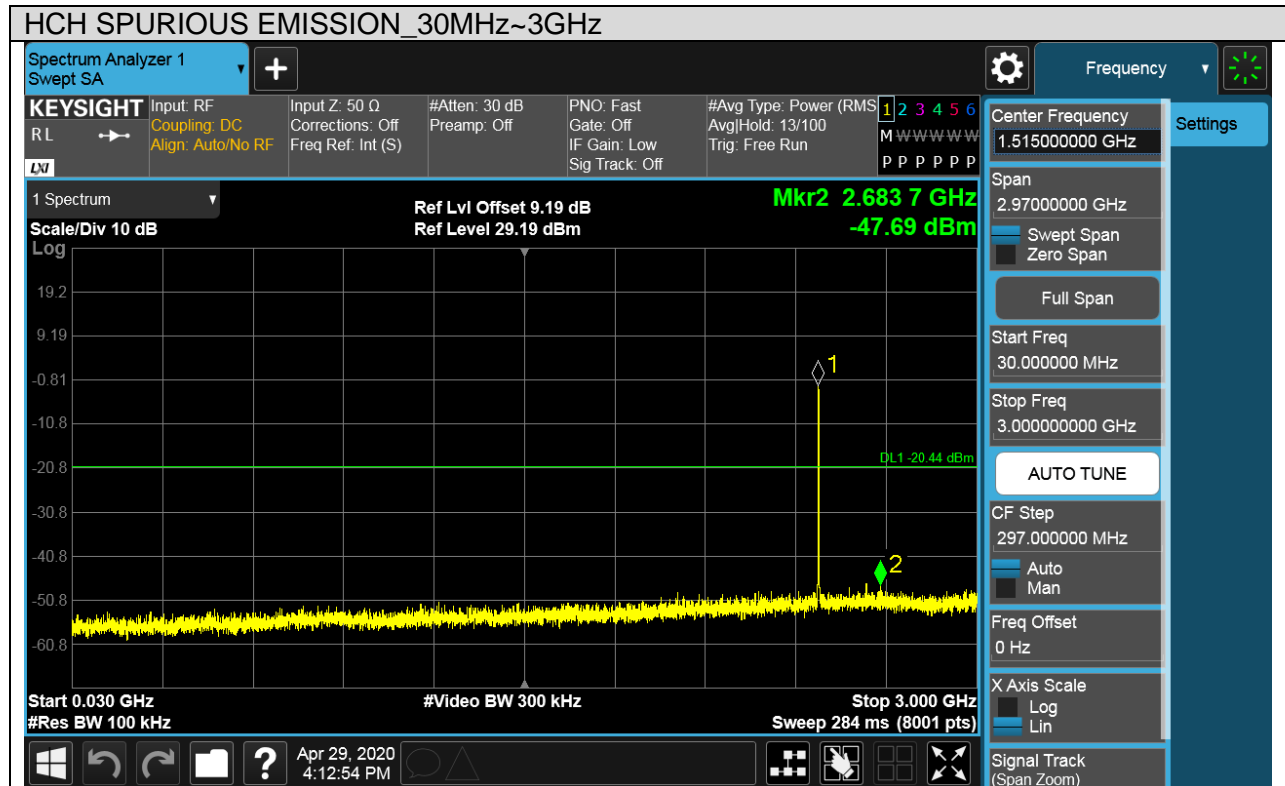 HCH SPURIOUS EMISSION_30MHz~3GHz
Spectrum Analyzer 1
Swept SA
Frequency
KEYSIGHT
RL
LXI
Input: RF
Coupling: DC
Align: Auto/No RF
Input Z: 50 Ω
Corrections: Off
Freq Ref: Int (S)
#Atten: 30 dB
Preamp: Off
PNO: Fast
Gate: Off
IF Gain: Low
Sig Track: Off
#Avg Type: Power (RMS
Avg|Hold: 13/100
Trig: Free Run
1 2 3 4 5 6
M W W W W W
P P P P P P
Center Frequency
1.515000000 GHz
Settings
Span
2.97000000 GHz
Swept Span
Zero Span
Full Span
Start Freq
30.000000 MHz
Stop Freq
3.000000000 GHz
AUTO TUNE
CF Step
297.000000 MHz
Auto
Man
Freq Offset
0 Hz
X Axis Scale
Log
Lin
Signal Track
(Span Zoom)
1 Spectrum
Scale/Div 10 dB
Ref Lvl Offset 9.19 dB
Ref Level 29.19 dBm
Mkr2 2.683 7 GHz
-47.69 dBm
Log
19.2
9.19
-0.81
-10.8
-20.8
-30.8
-40.8
-50.8
-60.8
1
DL1 -20.44 dBm
2
Start 0.030 GHz
#Video BW 300 kHz
Stop 3.000 GHz
#Res BW 100 kHz
Sweep 284 ms (8001 pts)
?
Apr 29, 2020
4:12:54 PM